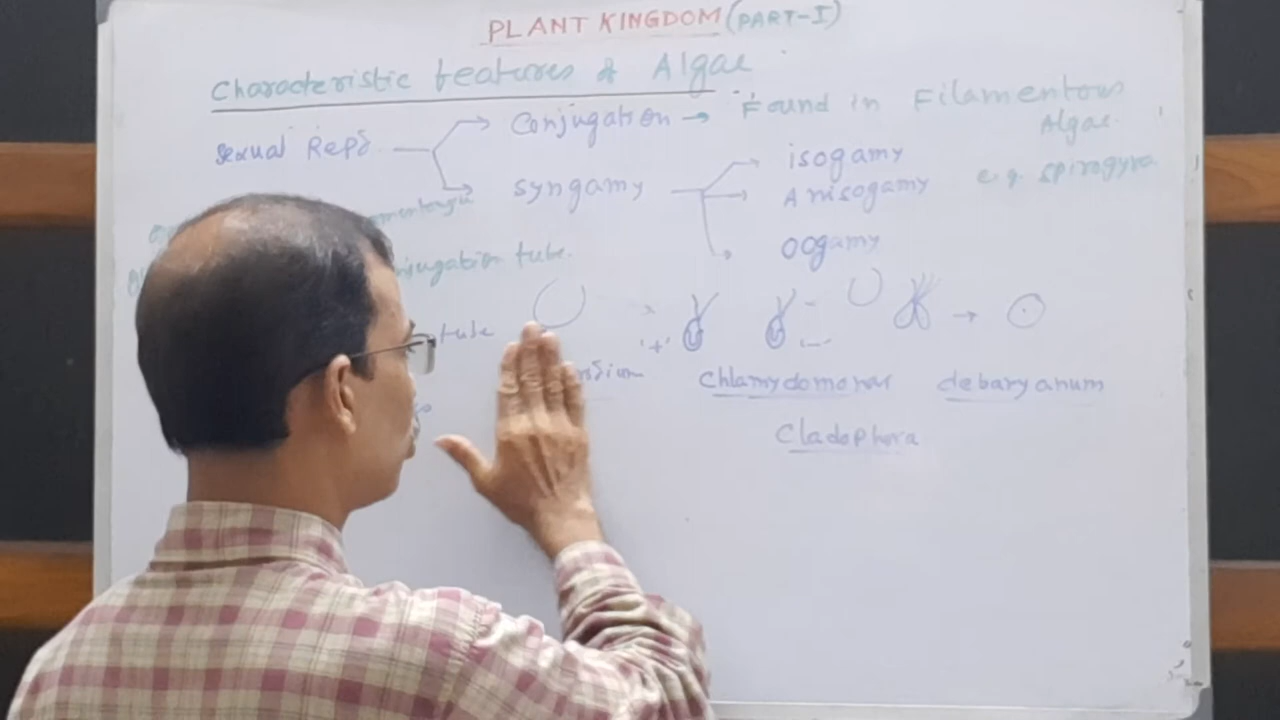 PLANT KINGDOM (PART-I)
Characteristic features of Algae
Sexual Repd. → Conjugation → Found in Filamentous Algae.
e.g. spirogyra
→ syngamy → isogamy
→ Anisogamy
→ oogamy
tube.
tube
'+'
Chlamydomonas debaryanum
Cladophora